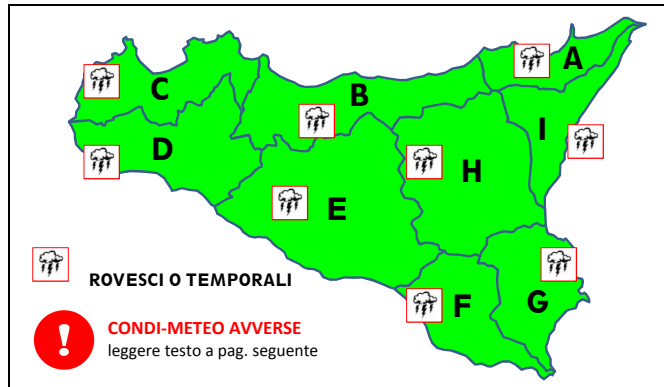 A
C
B
I
D
H
E
F
G
ROVESCI O TEMPORALI
CONDI-METEO AVVERSE
leggere testo a pag. seguente